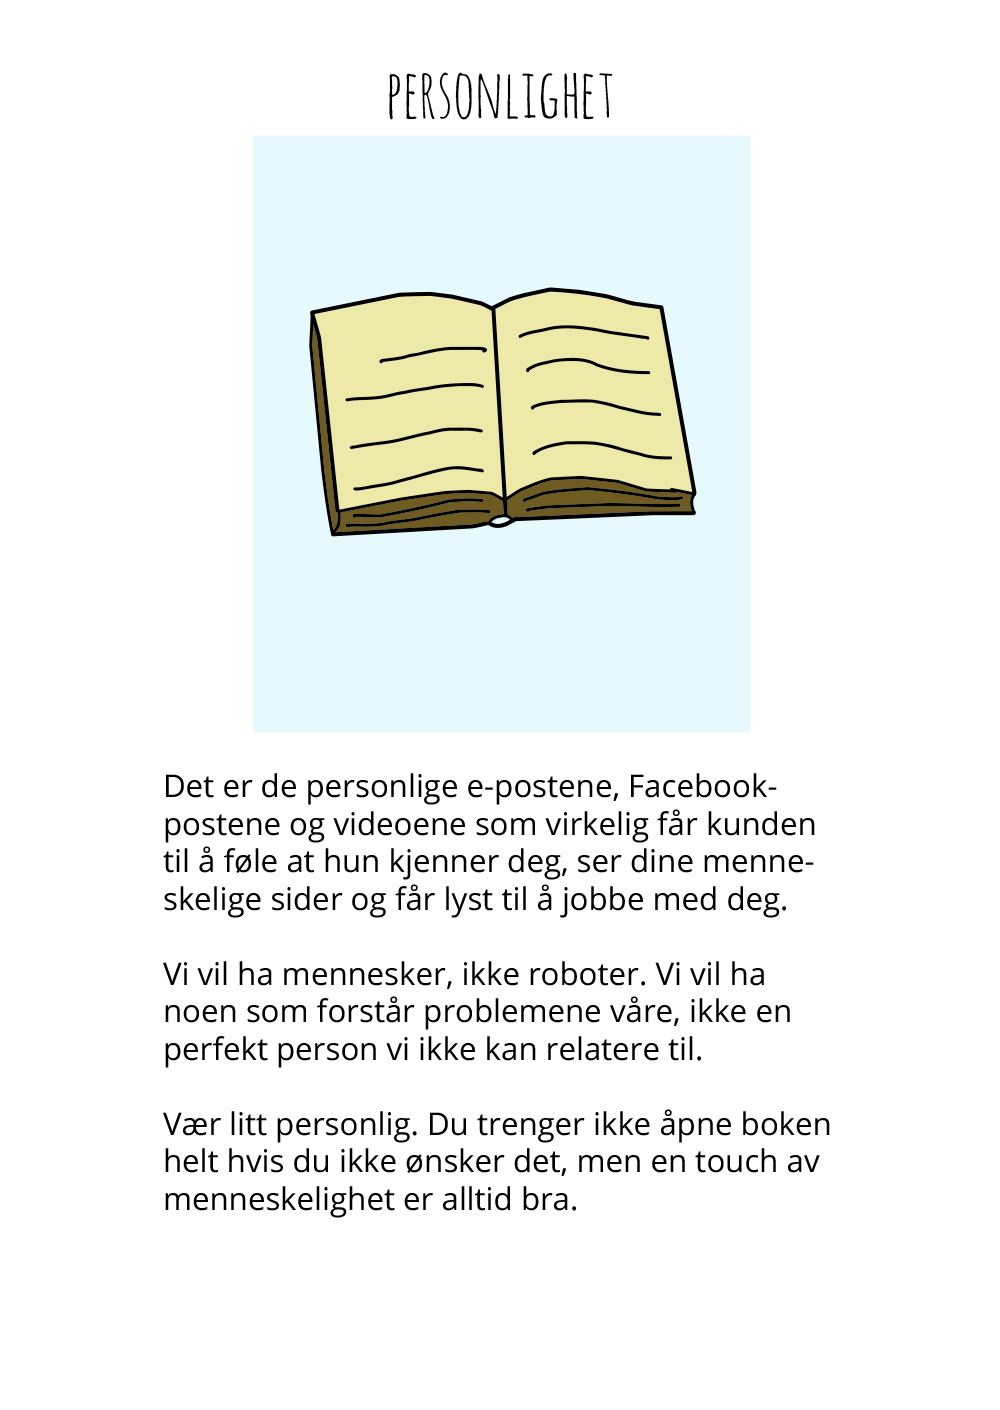 PERSONLIGHET
Det er de personlige e-postene, Facebook-
postene og videoene som virkelig får kunden
til å føle at hun kjenner deg, ser dine menne-
skelige sider og får lyst til å jobbe med deg.
Vi vil ha mennesker, ikke roboter. Vi vil ha
noen som forstår problemene våre, ikke en
perfekt person vi ikke kan relatere til.
Vær litt personlig. Du trenger ikke åpne boken
helt hvis du ikke ønsker det, men en touch av
menneskelighet er alltid bra.